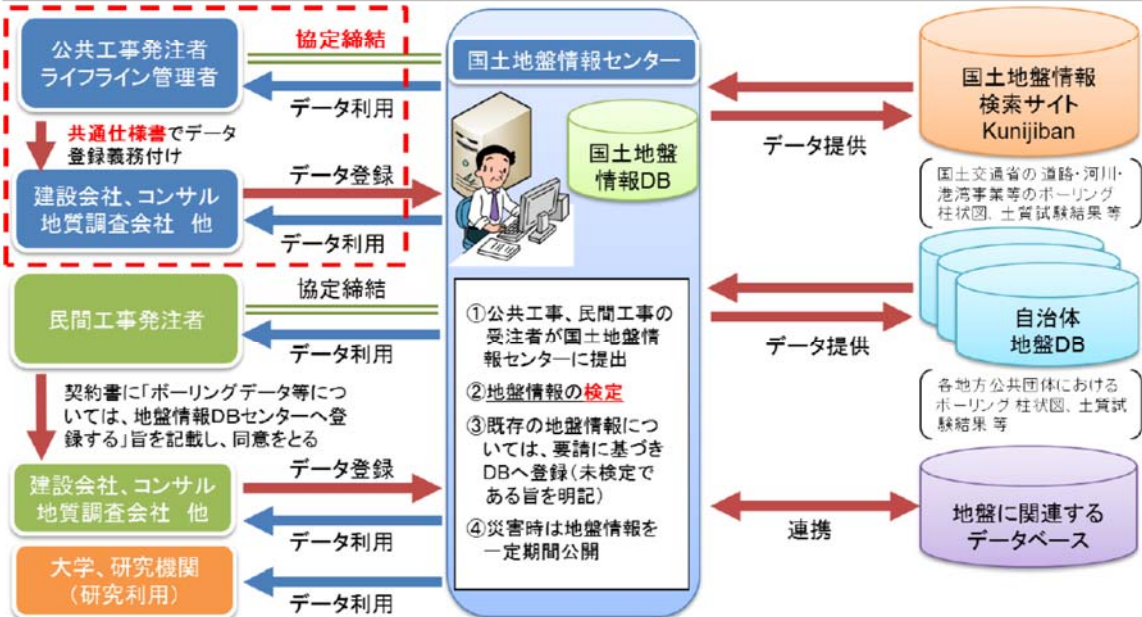 公共工事発注者
ライフライン管理者
協定締結
データ利用
共通仕様書でデータ
登録義務付け
建設会社、コンサル
地質調査会社 他
データ登録
データ利用
民間工事発注者
協定締結
データ利用
契約書に「ボーリングデータ等につ
いては、地盤情報DBセンターへ登
録する」旨を記載し、同意をとる
建設会社、コンサル
地質調査会社 他
データ登録
データ利用
大学、研究機関
（研究利用）
データ利用
国土地盤情報センター
国土地盤
情報DB
①公共工事、民間工事の
受注者が国土地盤情
報センターに提出
②地盤情報の検定
③既存の地盤情報につ
いては、要請に基づき
DBへ登録（未検定で
ある旨を明記）
④災害時は地盤情報を
一定期間公開
データ提供
国土地盤情報
検索サイト
Kunijiban
国土交通省の道路・河川・
港湾事業等のボーリング
柱状図、土質試験結果 等
データ提供
自治体
地盤DB
各地方公共団体における
ボーリング柱状図、土質試
験結果 等
連携
地盤に関連する
データベース